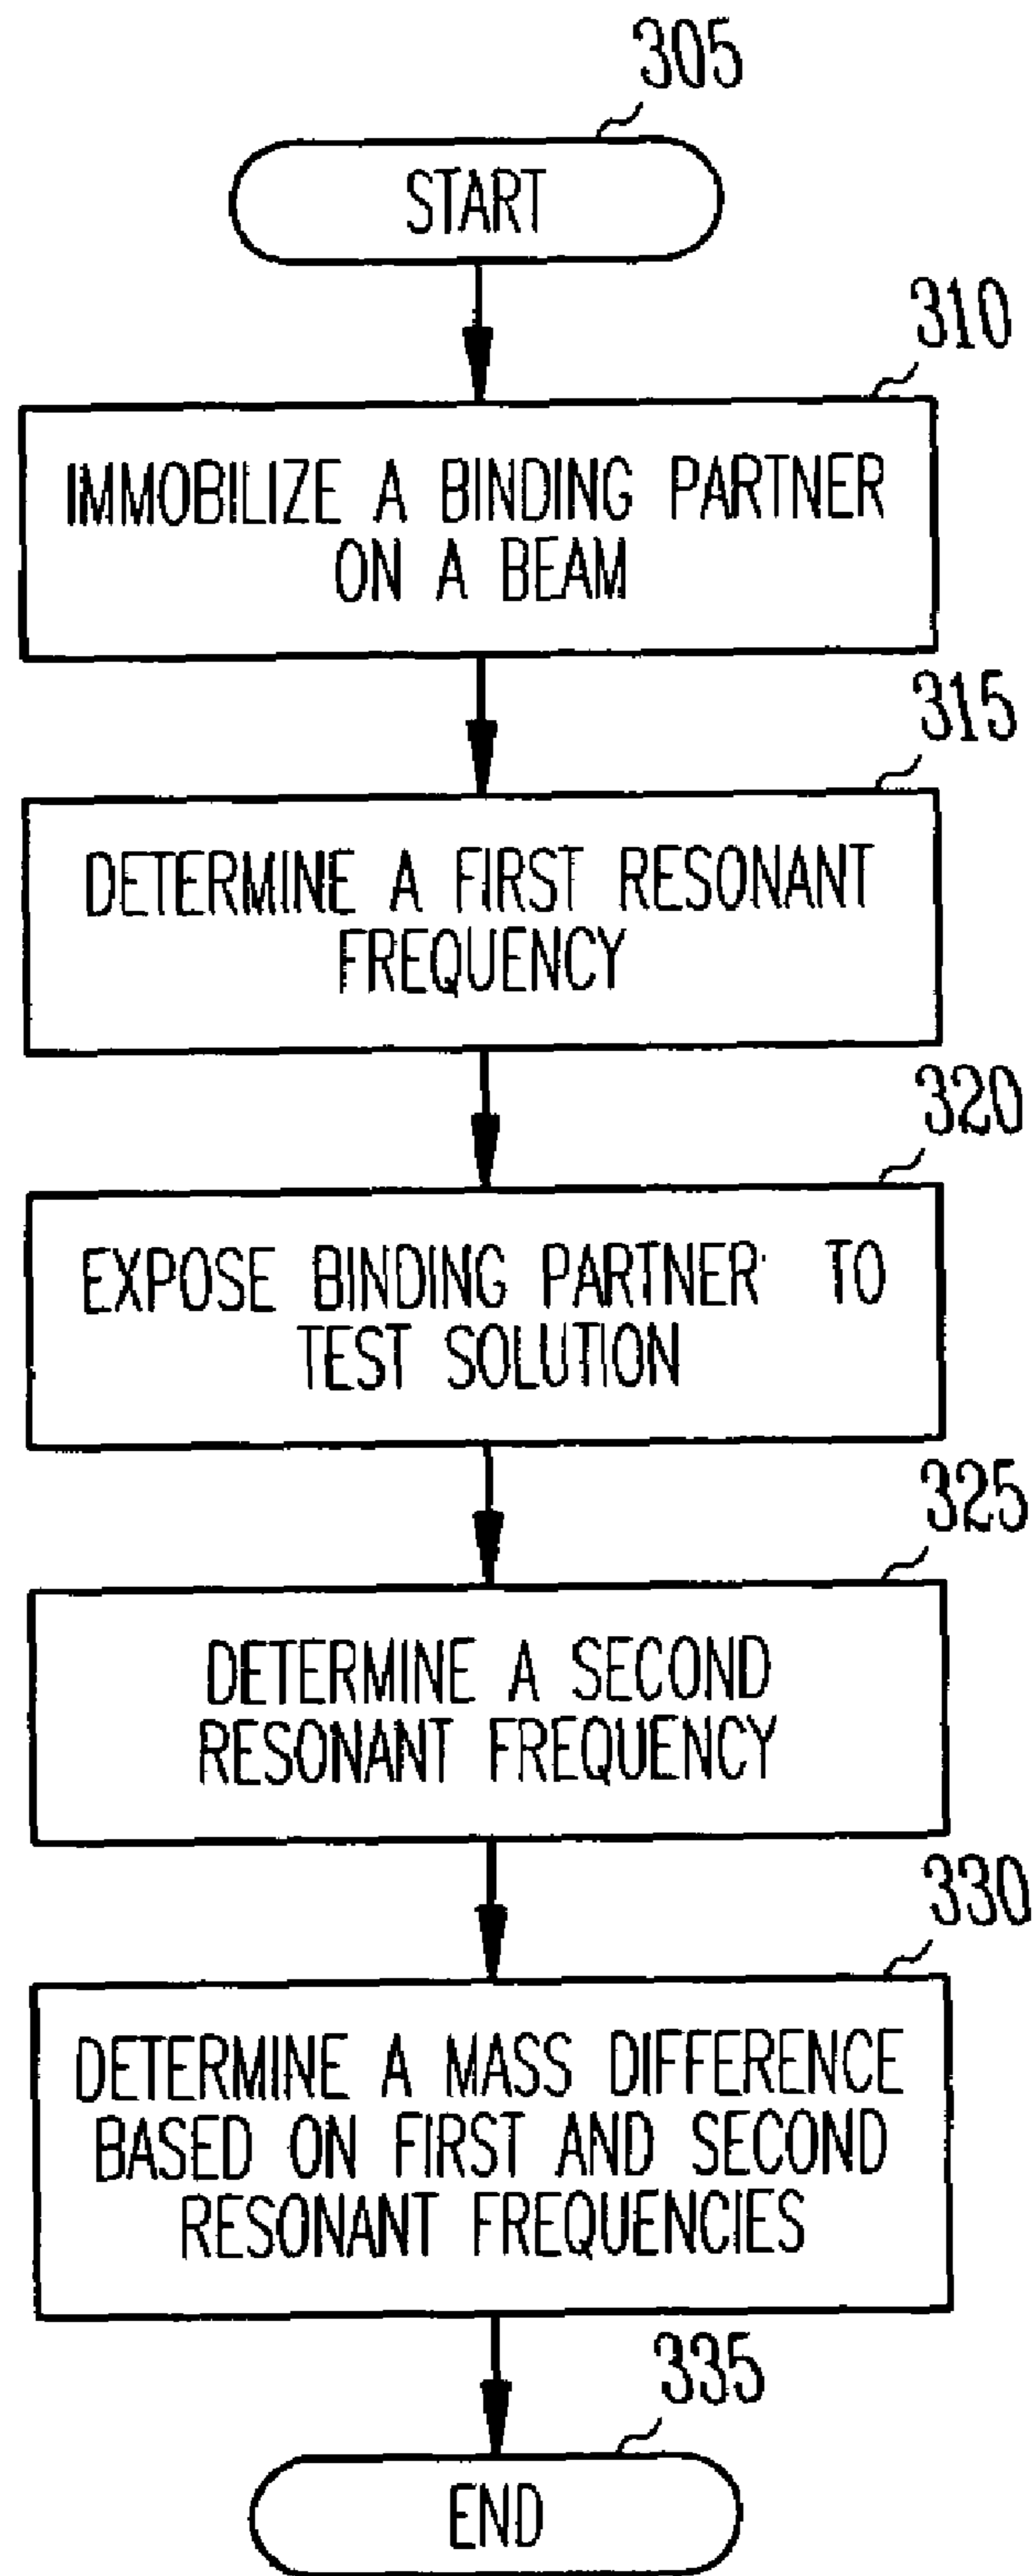 305
START
310
IMMOBILIZE A BINDING PARTNER
ON A BEAM
315
DETERMINE A FIRST RESONANT
FREQUENCY
320
EXPOSE BINDING PARTNER TO
TEST SOLUTION
325
DETERMINE A SECOND
RESONANT FREQUENCY
330
DETERMINE A MASS DIFFERENCE
BASED ON FIRST AND SECOND
RESONANT FREQUENCIES
335
END